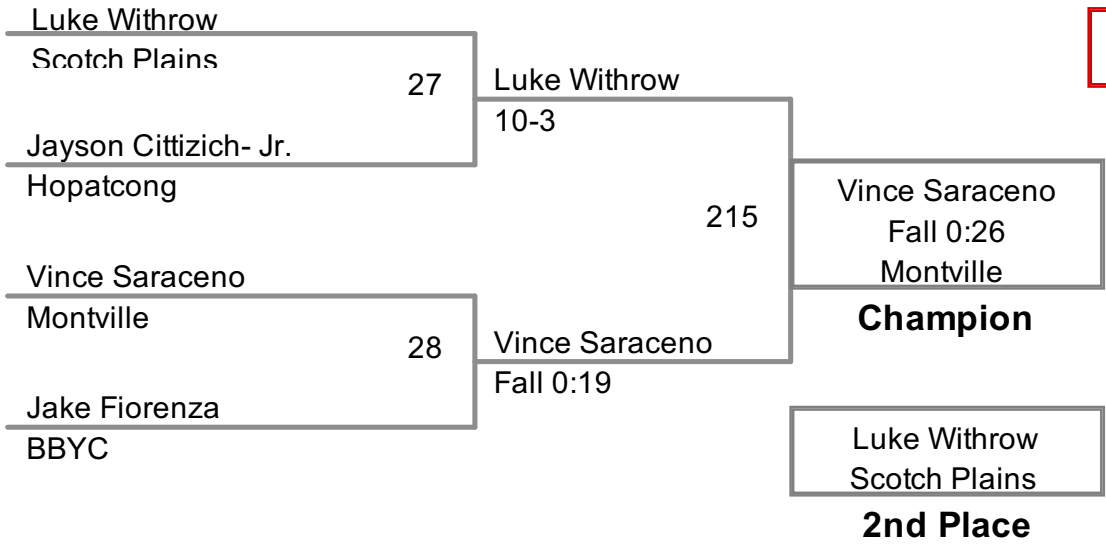 Luke Withrow
Scotch Plains
27
Jayson Cittizich- Jr.
Hopatcong
Luke Withrow
10-3
215
Vince Saraceno
Montville
28
Jake Fiorenza
BBYC
Vince Saraceno
Fall 0:19
Vince Saraceno
Fall 0:26
Montville
Champion
Luke Withrow
Scotch Plains
2nd Place